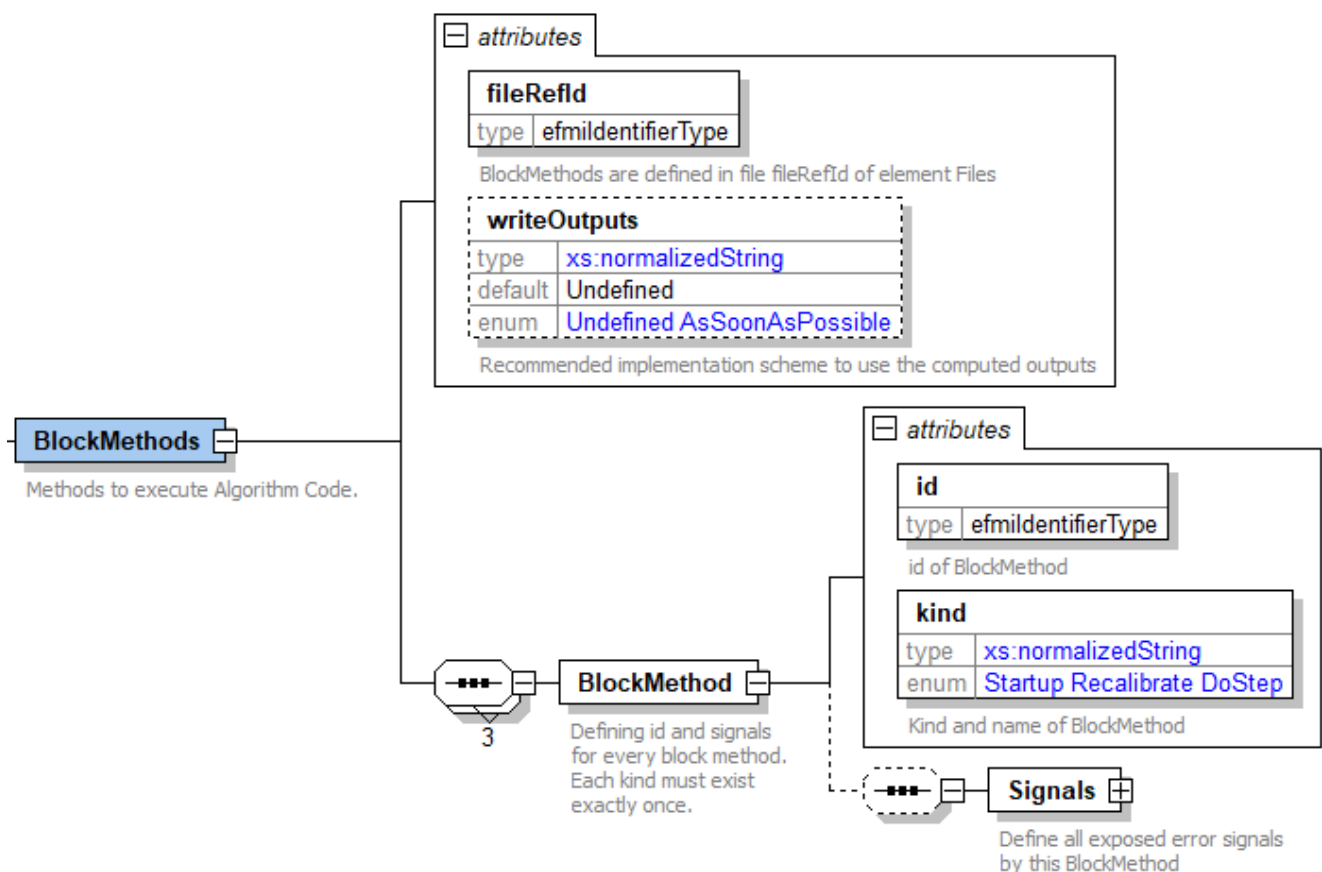 attributes
fileRefId
type efmiIdentifierType
BlockMethods are defined in file fileRefId of element Files
writeOutputs
type xs:normalizedString
default Undefined
enum Undefined AsSoonAsPossible
Recommended implementation scheme to use the computed outputs
BlockMethods
Methods to execute Algorithm Code.
attributes
id
type efmiIdentifierType
id of BlockMethod
kind
type xs:normalizedString
enum Startup Recalibrate DoStep
Kind and name of BlockMethod
BlockMethod
3
Defining id and signals
for every block method.
Each kind must exist
exactly once.
Signals
Define all exposed error signals
by this BlockMethod